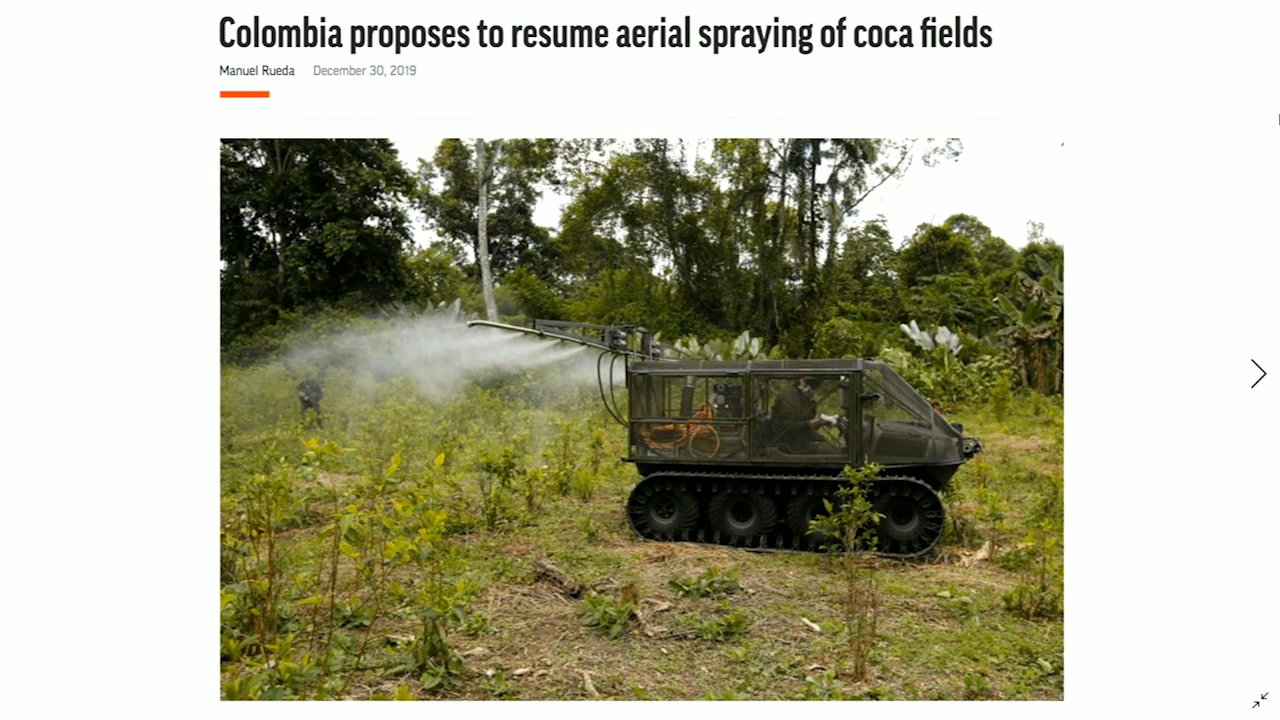 Colombia proposes to resume aerial spraying of coca fields
Manuel Rueda December 30, 2019